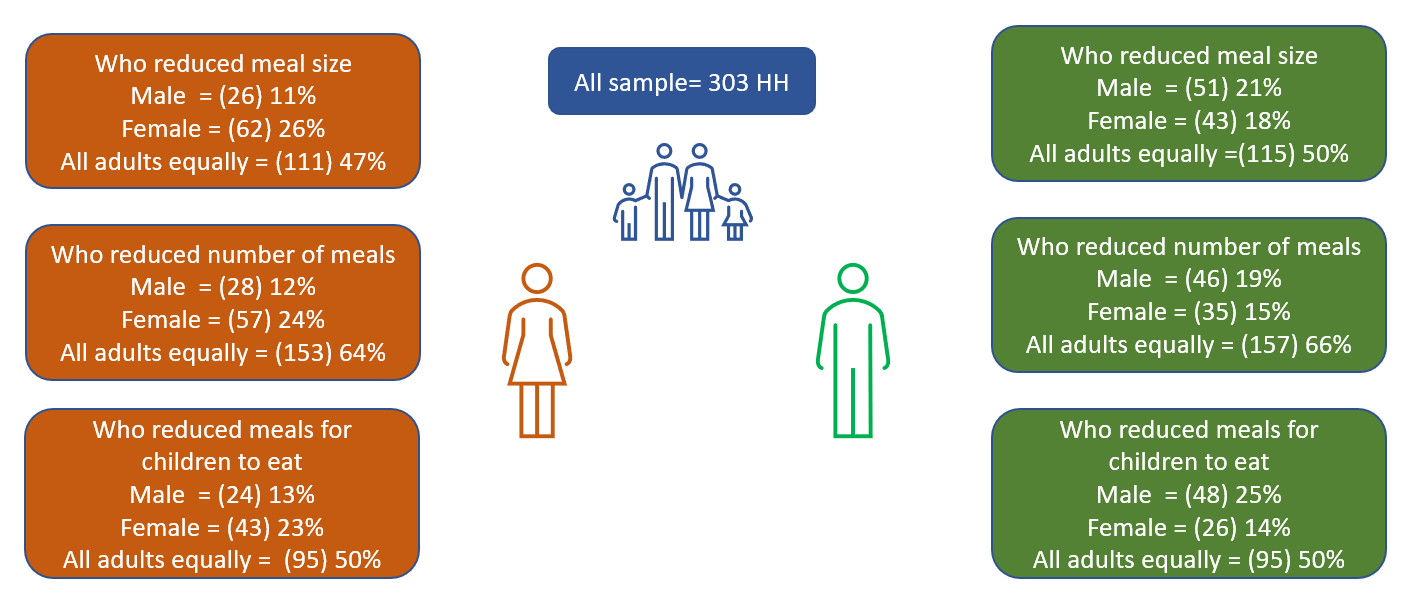 Who reduced meal size
Male  = (26) 11%
Female = (62) 26%
All adults equally = (111) 47%
Who reduced number of meals
Male  = (28) 12%
Female = (57) 24%
All adults equally = (153) 64%
Who reduced meals for
children to eat
Male  = (24) 13%
Female = (43) 23%
All adults equally =  (95) 50%
All sample= 303 HH
Who reduced meal size
Male  = (51) 21%
Female = (43) 18%
All adults equally =(115) 50%
Who reduced number of meals
Male  = (46) 19%
Female = (35) 15%
All adults equally = (157) 66%
Who reduced meals for
children to eat
Male  = (48) 25%
Female = (26) 14%
All adults equally = (95) 50%